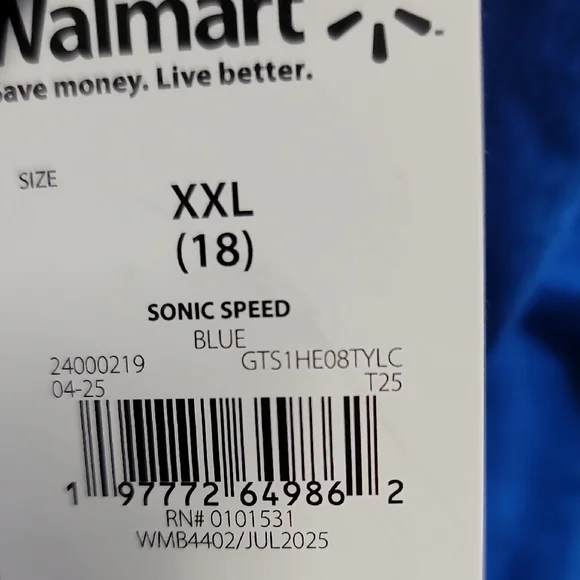 Walmart
Save money. Live better.
SIZE
XXL
(18)
SONIC SPEED
BLUE
24000219 GTS1HE08TYLC
04-25 T25
1 97772 64986 2
RN# 0101531
WMB4402/JUL2025